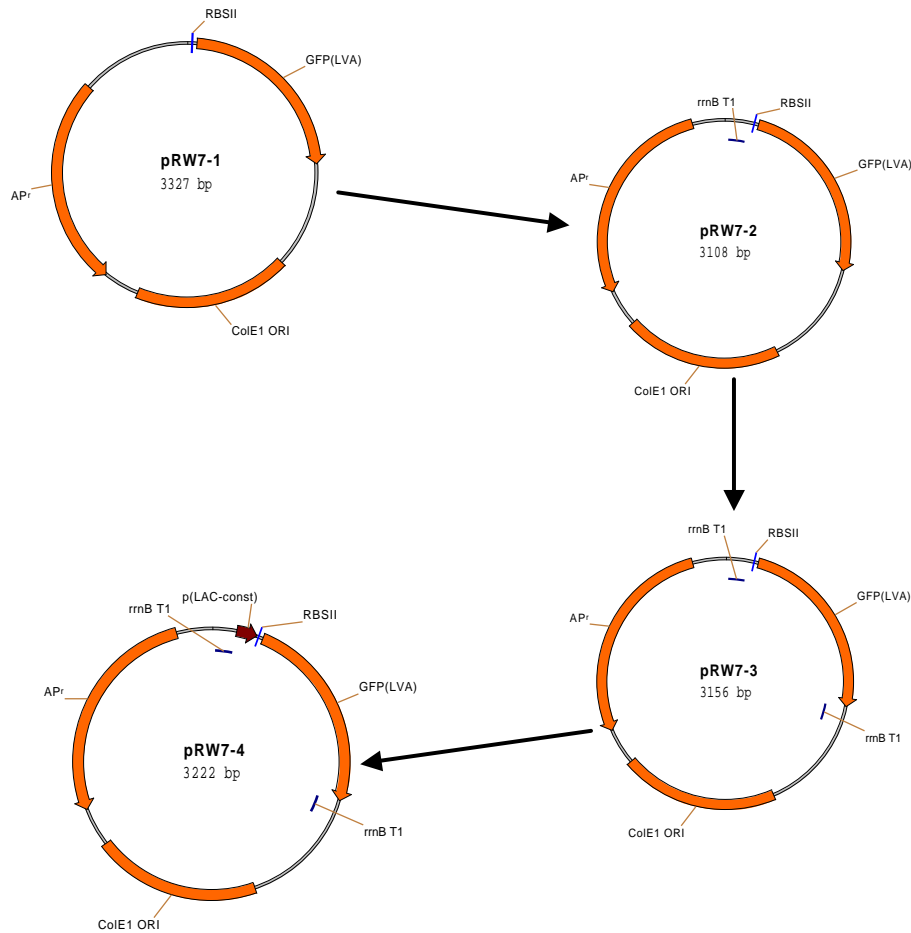 RBSII
GFP(LVA)
pRW7-1
3327 bp
APr
ColE1 ORI
rrnB T1
RBSII
GFP(LVA)
APr
pRW7-2
3108 bp
ColE1 ORI
rrnB T1
RBSII
GFP(LVA)
APr
pRW7-3
3156 bp
rrnB T1
ColE1 ORI
p(LAC-const)
rrnB T1
RBSII
GFP(LVA)
APr
pRW7-4
3222 bp
rrnB T1
ColE1 ORI